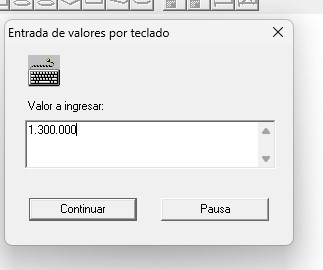 Entrada de valores por teclado
Valor a ingresar:
1.300.000
Continuar
Pausa